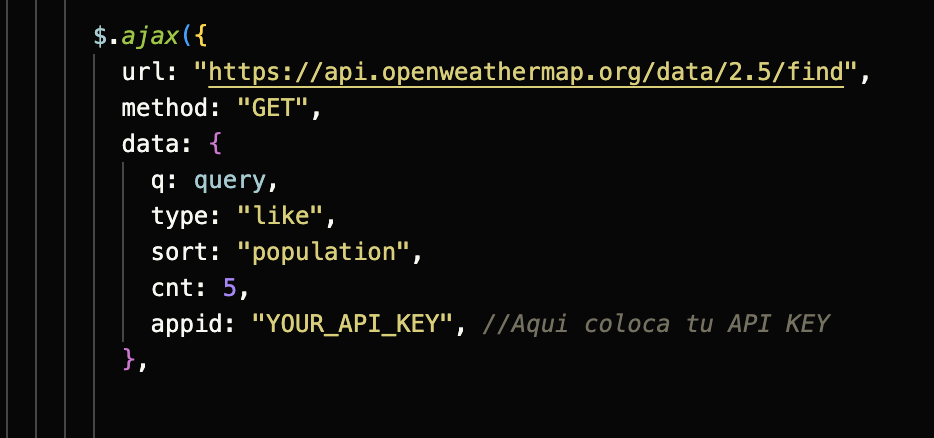 $.ajax({
url: "https://api.openweathermap.org/data/2.5/find",
method: "GET",
data: {
q: query,
type: "like",
sort: "population",
cnt: 5,
appid: "YOUR_API_KEY", //Aqui coloca tu API KEY
},